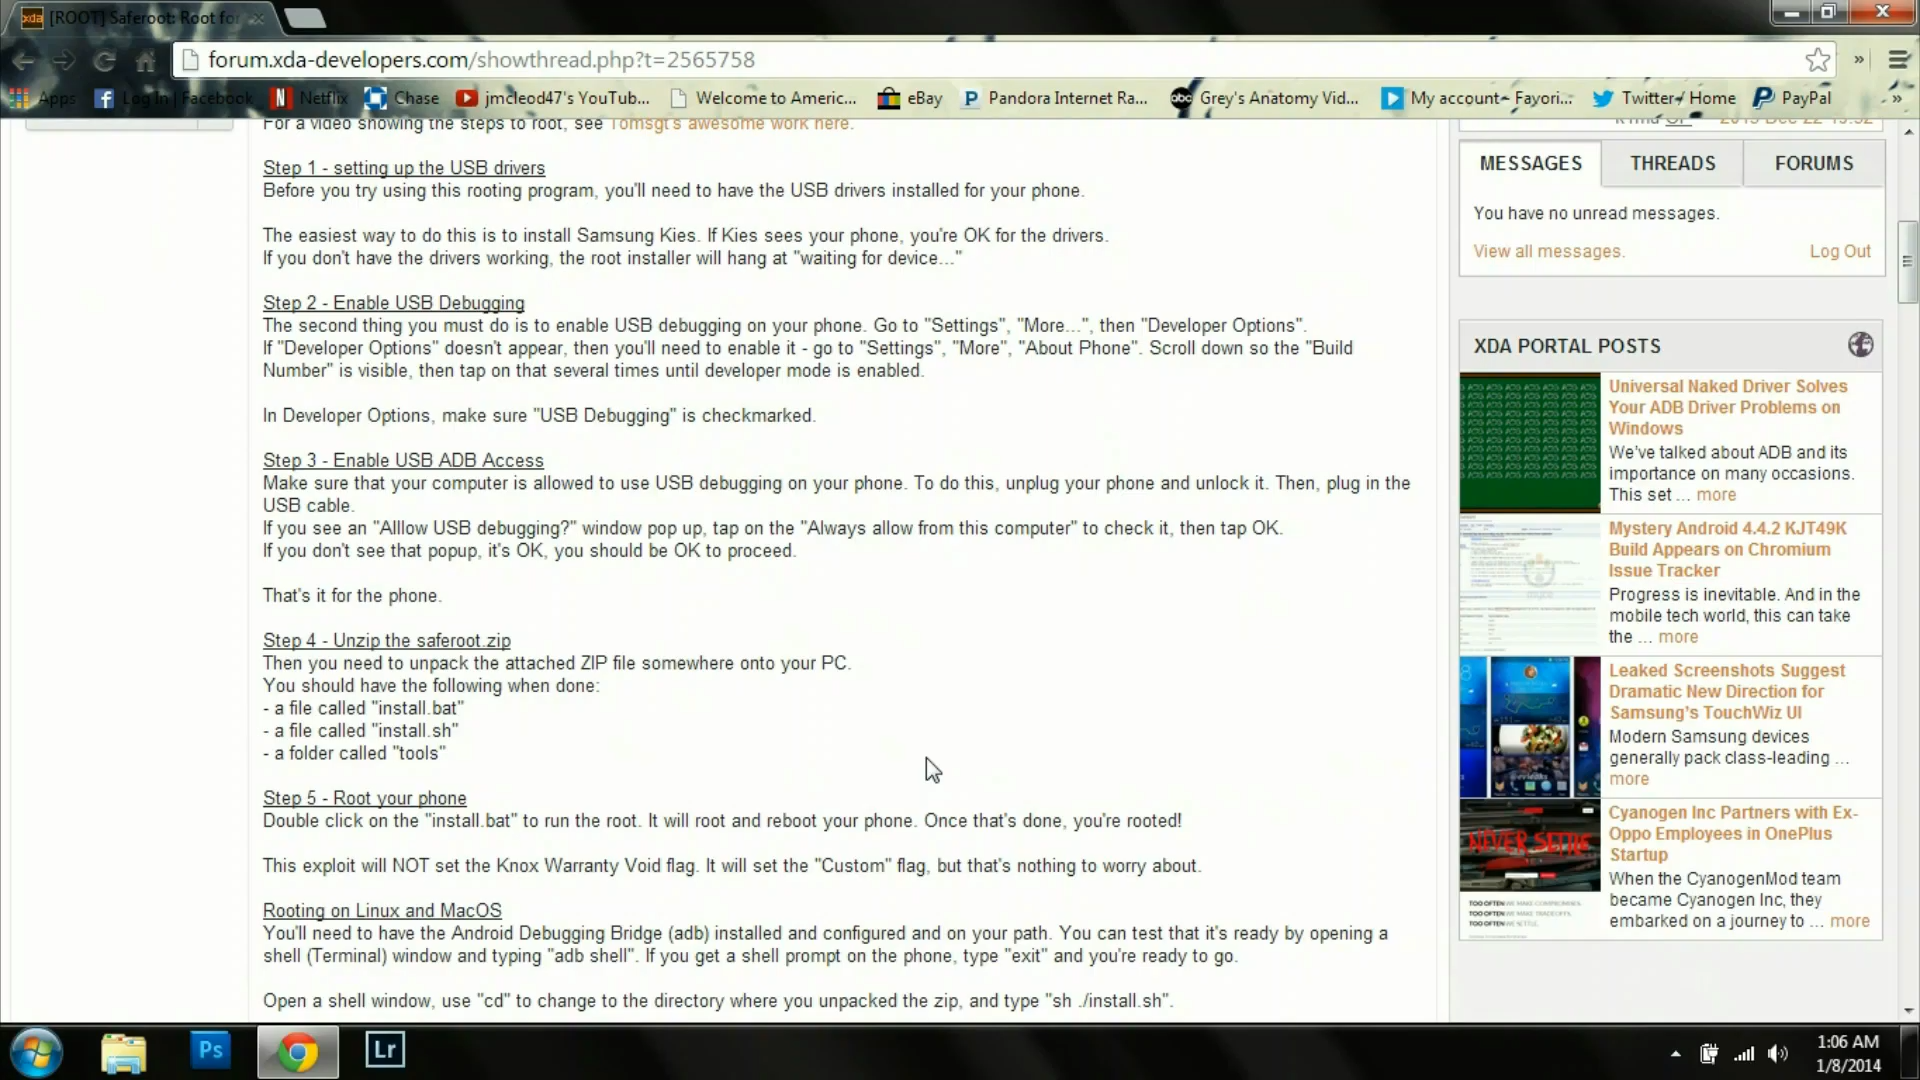 [ROOT] Saferoot: Root for
forum.xda-developers.com/showthread.php?t=2565758
Apps
Log In | Facebook
Netflix
Chase
jmcleod47's YouTub...
Welcome to Americ...
eBay
Pandora Internet Ra...
Grey's Anatomy Vid...
My account - Fayori...
Twitter / Home
PayPal
For a video showing the steps to root, see Tomsgt's awesome work here.
Step 1 - setting up the USB drivers
Before you try using this rooting program, you'll need to have the USB drivers installed for your phone.
The easiest way to do this is to install Samsung Kies. If Kies sees your phone, you're OK for the drivers.
If you don't have the drivers working, the root installer will hang at "waiting for device..."
Step 2 - Enable USB Debugging
The second thing you must do is to enable USB debugging on your phone. Go to "Settings", "More...", then "Developer Options".
If "Developer Options" doesn't appear, then you'll need to enable it - go to "Settings", "More", "About Phone". Scroll down so the "Build
Number" is visible, then tap on that several times until developer mode is enabled.
In Developer Options, make sure "USB Debugging" is checkmarked.
Step 3 - Enable USB ADB Access
Make sure that your computer is allowed to use USB debugging on your phone. To do this, unplug your phone and unlock it. Then, plug in the
USB cable.
If you see an "Alllow USB debugging?" window pop up, tap on the "Always allow from this computer" to check it, then tap OK.
If you don't see that popup, it's OK, you should be OK to proceed.
That's it for the phone.
Step 4 - Unzip the saferoot.zip
Then you need to unpack the attached ZIP file somewhere onto your PC.
You should have the following when done:
- a file called "install.bat"
- a file called "install.sh"
- a folder called "tools"
Step 5 - Root your phone
Double click on the "install.bat" to run the root. It will root and reboot your phone. Once that's done, you're rooted!
This exploit will NOT set the Knox Warranty Void flag. It will set the "Custom" flag, but that's nothing to worry about.
Rooting on Linux and MacOS
You'll need to have the Android Debugging Bridge (adb) installed and configured and on your path. You can test that it's ready by opening a
shell (Terminal) window and typing "adb shell". If you get a shell prompt on the phone, type "exit" and you're ready to go.
Open a shell window, use "cd" to change to the directory where you unpacked the zip, and type "sh ./install.sh".
MESSAGES
THREADS
FORUMS
You have no unread messages.
View all messages.
Log Out
XDA PORTAL POSTS
Universal Naked Driver Solves
Your ADB Driver Problems on
Windows
We've talked about ADB and its
importance on many occasions.
This set ... more
Mystery Android 4.4.2 KJT49K
Build Appears on Chromium
Issue Tracker
Progress is inevitable. And in the
mobile tech world, this can take
the ... more
Leaked Screenshots Suggest
Dramatic New Direction for
Samsung's TouchWiz UI
Modern Samsung devices
generally pack class-leading ...
more
NEVER SETTLE
Cyanogen Inc Partners with Ex-
Oppo Employees in OnePlus
Startup
When the CyanogenMod team
became Cyanogen Inc, they
embarked on a journey to ... more
Ps
Lr
1:06 AM
1/8/2014